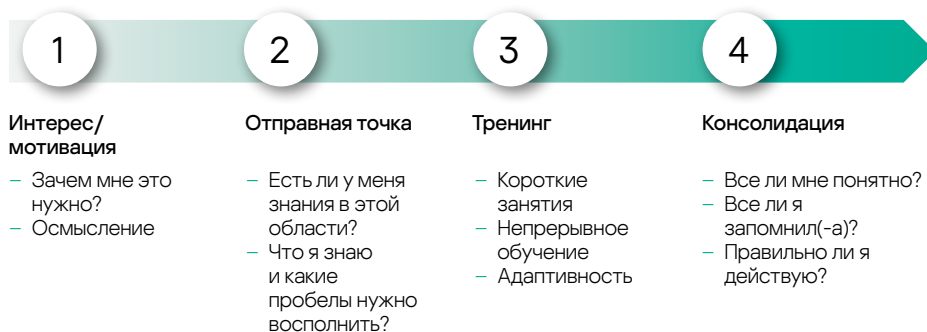 1
2
3
4
Интерес/
мотивация
– Зачем мне это
нужно?
– Осмысление
Отправная точка
– Есть ли у меня
знания в этой
области?
– Что я знаю
и какие
пробелы нужно
восполнить?
Тренинг
– Короткие
занятия
– Непрерывное
обучение
– Адаптивность
Консолидация
– Все ли мне понятно?
– Все ли я
запомнил(-а)?
– Правильно ли я
действую?